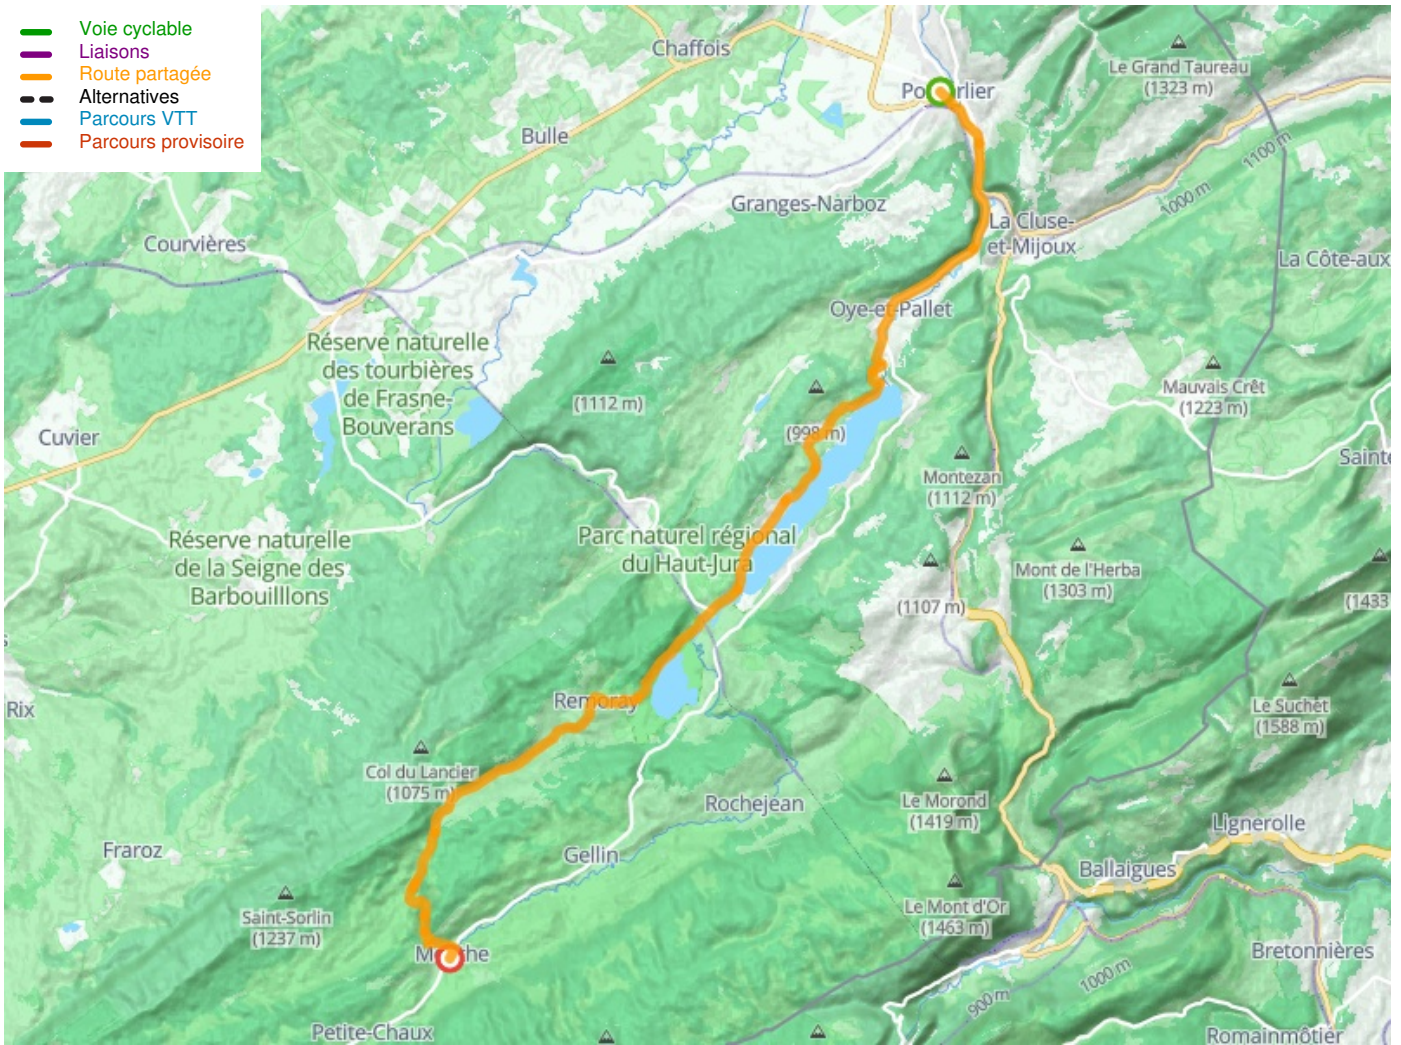 Voie cyclable
Liaisons
Route partagée
Alternatives
Parcours VTT
Parcours provisoire
Chaffois
Le Grand Taureau
(1323 m)
Bulle
1100 m
1000 m
Granges-Narboz
La Cluse-
et-Mijoux
Courvières
La Côte-aux
Oye-et-Pallet
Réserve naturelle
des tourbières
de Frasne-
Bouverans
(1112 m)
Mauvais Crêt
(1223 m)
(998 m)
Cuvier
Montezan
(1112 m)
Sainte
Parc naturel régional
du Haut-Jura
Réserve naturelle
de la Seigne des
Barbouilllons
Mont de l'Herba
(1303 m)
(1107 m)
(1433
Remoray
Rix
Le Suchet
(1588 m)
Col du Lancier
(1075 m)
Rochejean
Le Morond
(1419 m)
Lignerolle
Fraroz
Gellin
Ballaigues
Saint-Sorlin
(1237 m)
Le Mont d'Or
(1463 m)
Bretonnières
1000 m
900 m
Petite-Chaux
Romainmôtier